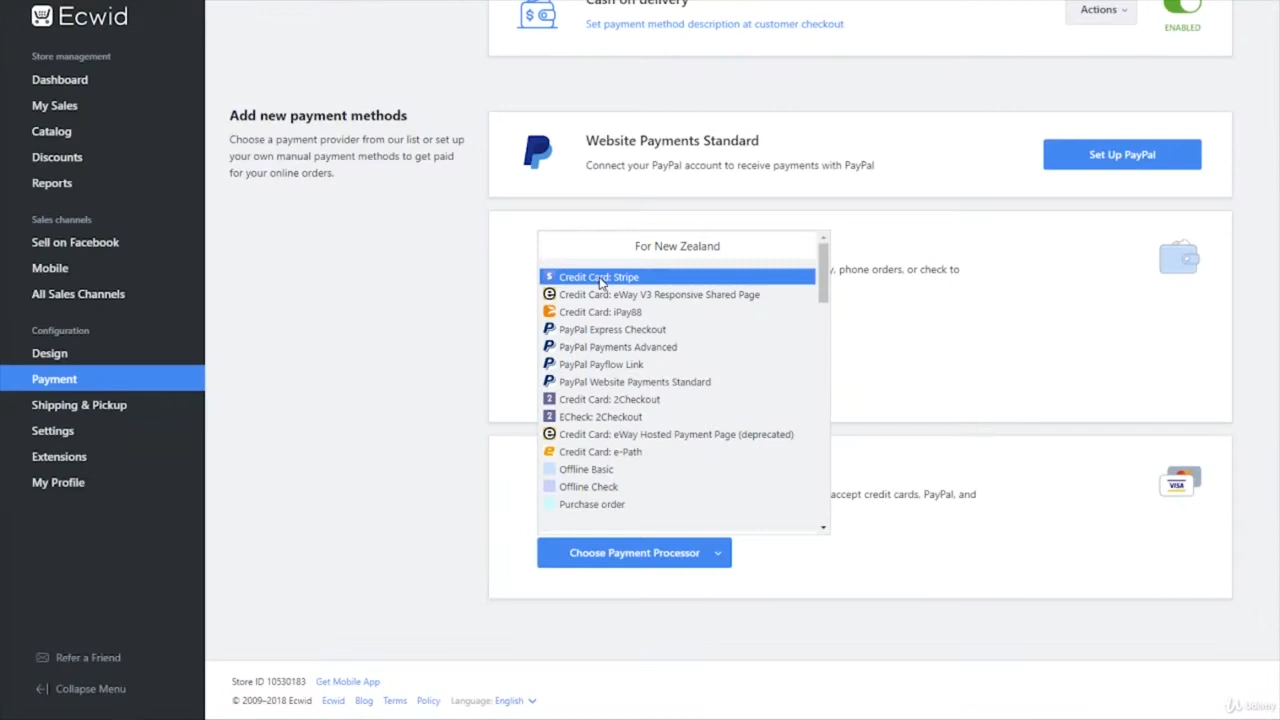 Ecwid
Store management
Dashboard
My Sales
Catalog
Discounts
Reports
Sales channels
Sell on Facebook
Mobile
All Sales Channels
Configuration
Design
Payment
Shipping & Pickup
Settings
Extensions
My Profile
Refer a Friend
Collapse Menu
Cash on delivery
Set payment method description at customer checkout
Actions
ENABLED
Add new payment methods
Choose a payment provider from our list or set up
your own manual payment methods to get paid
for your online orders.
Website Payments Standard
Connect your PayPal account to receive payments with PayPal
Set Up PayPal
For New Zealand
Credit Card: Stripe
Credit Card: eWay V3 Responsive Shared Page
Credit Card: iPay88
PayPal Express Checkout
PayPal Payments Advanced
PayPal Payflow Link
PayPal Website Payments Standard
Credit Card: 2Checkout
ECheck: 2Checkout
Credit Card: eWay Hosted Payment Page (deprecated)
Credit Card: e-Path
Offline Basic
Offline Check
Purchase order
, phone orders, or check to
accept credit cards, PayPal, and
VISA
Choose Payment Processor
Store ID 10530183 Get Mobile App
© 2009–2018 Ecwid Ecwid Blog Terms Policy Language: English
Udemy